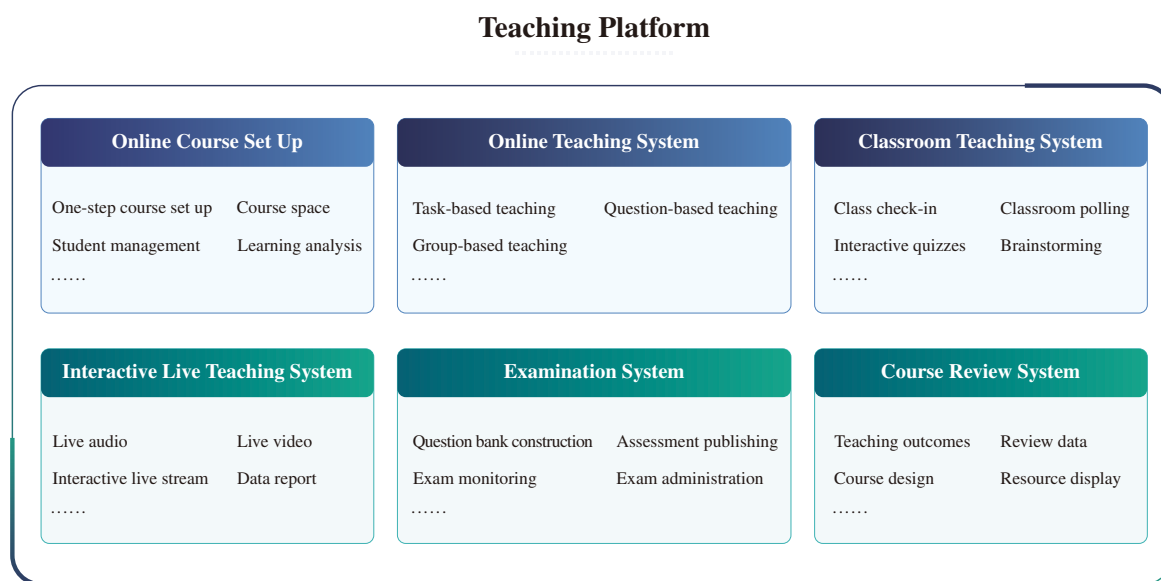 Teaching Platform
Online Course Set Up
One-step course set up Course space
Student management Learning analysis
......
Online Teaching System
Task-based teaching Question-based teaching
Group-based teaching
......
Classroom Teaching System
Class check-in Classroom polling
Interactive quizzes Brainstorming
......
Interactive Live Teaching System
Live audio Live video
Interactive live stream Data report
......
Examination System
Question bank construction Assessment publishing
Exam monitoring Exam administration
......
Course Review System
Teaching outcomes Review data
Course design Resource display
......